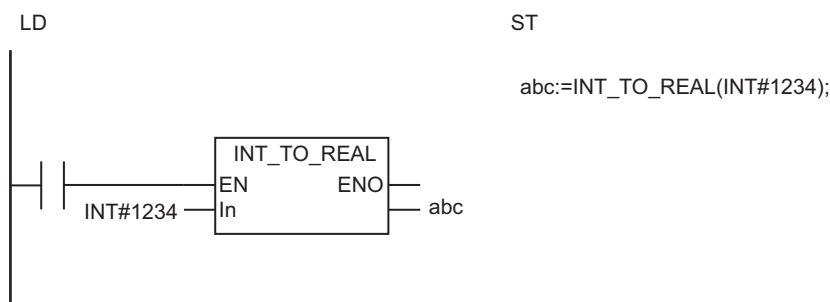 LD
ST
abc:=INT_TO_REAL(INT#1234);
INT_TO_REAL
EN ENO
INT#1234 In abc